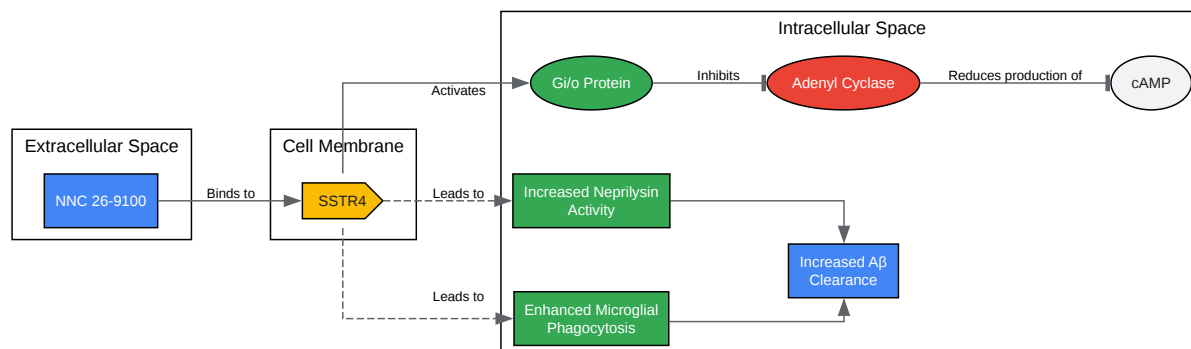 Intracellular Space
Activates
Gi/o Protein
Inhibits
Adenyl Cyclase
Reduces production of
cAMP
Extracellular Space
NNC 26-9100
Binds to
Cell Membrane
SSTR4
Leads to
Increased Neprilysin
Activity
Leads to
Enhanced Microglial
Phagocytosis
Increased Aβ
Clearance